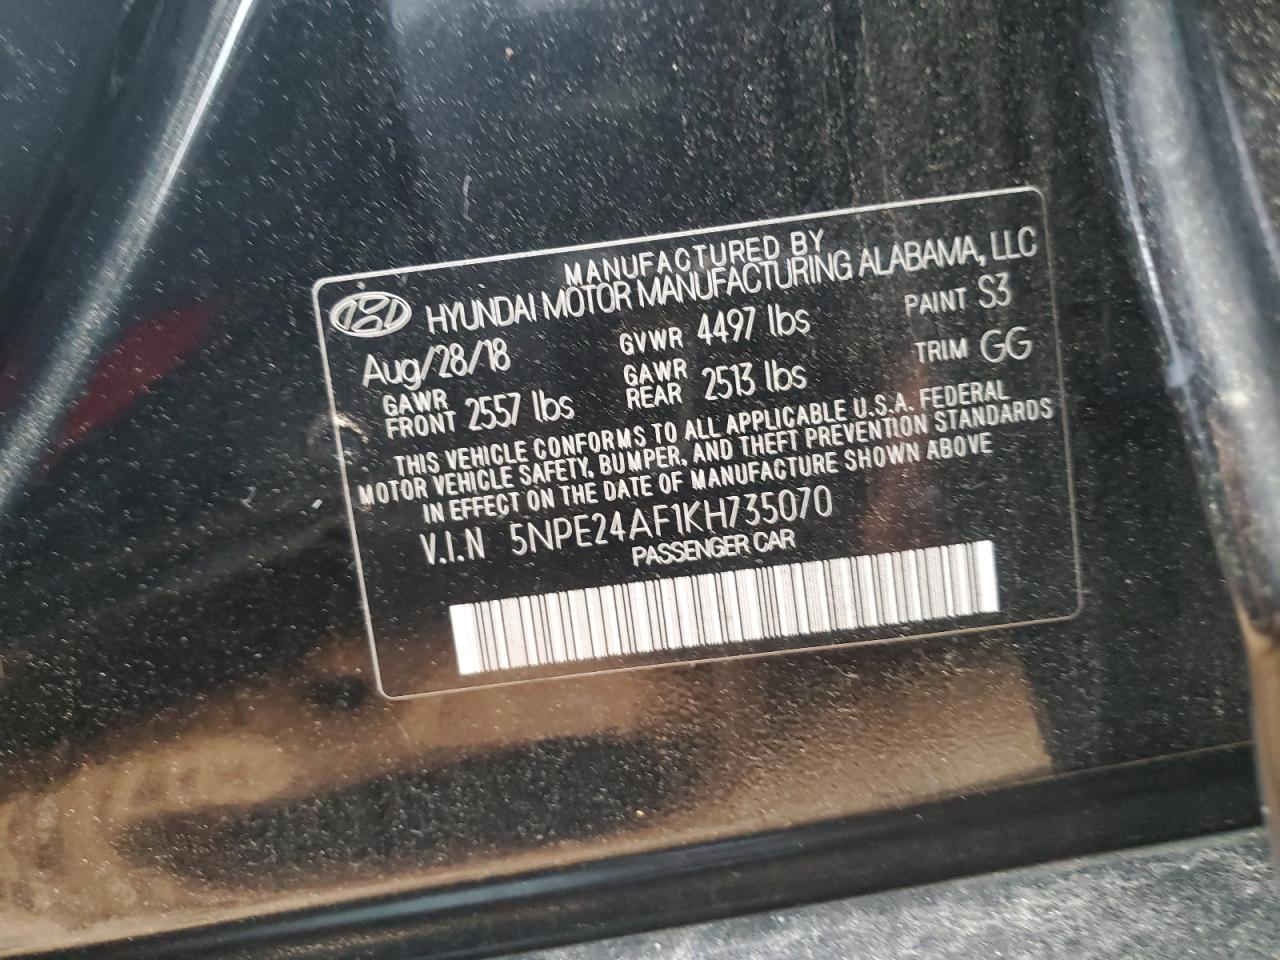 MANUFACTURED BY
HYUNDAI MOTOR MANUFACTURING ALABAMA, LLC
Aug/28/18 GVWR 4497 lbs PAINT S3
GAWR FRONT 2557 lbs GAWR REAR 2513 lbs TRIM GG
THIS VEHICLE CONFORMS TO ALL APPLICABLE U.S.A. FEDERAL
MOTOR VEHICLE SAFETY, BUMPER, AND THEFT PREVENTION STANDARDS
IN EFFECT ON THE DATE OF MANUFACTURE SHOWN ABOVE
V.I.N 5NPE24AF1KH735070
PASSENGER CAR